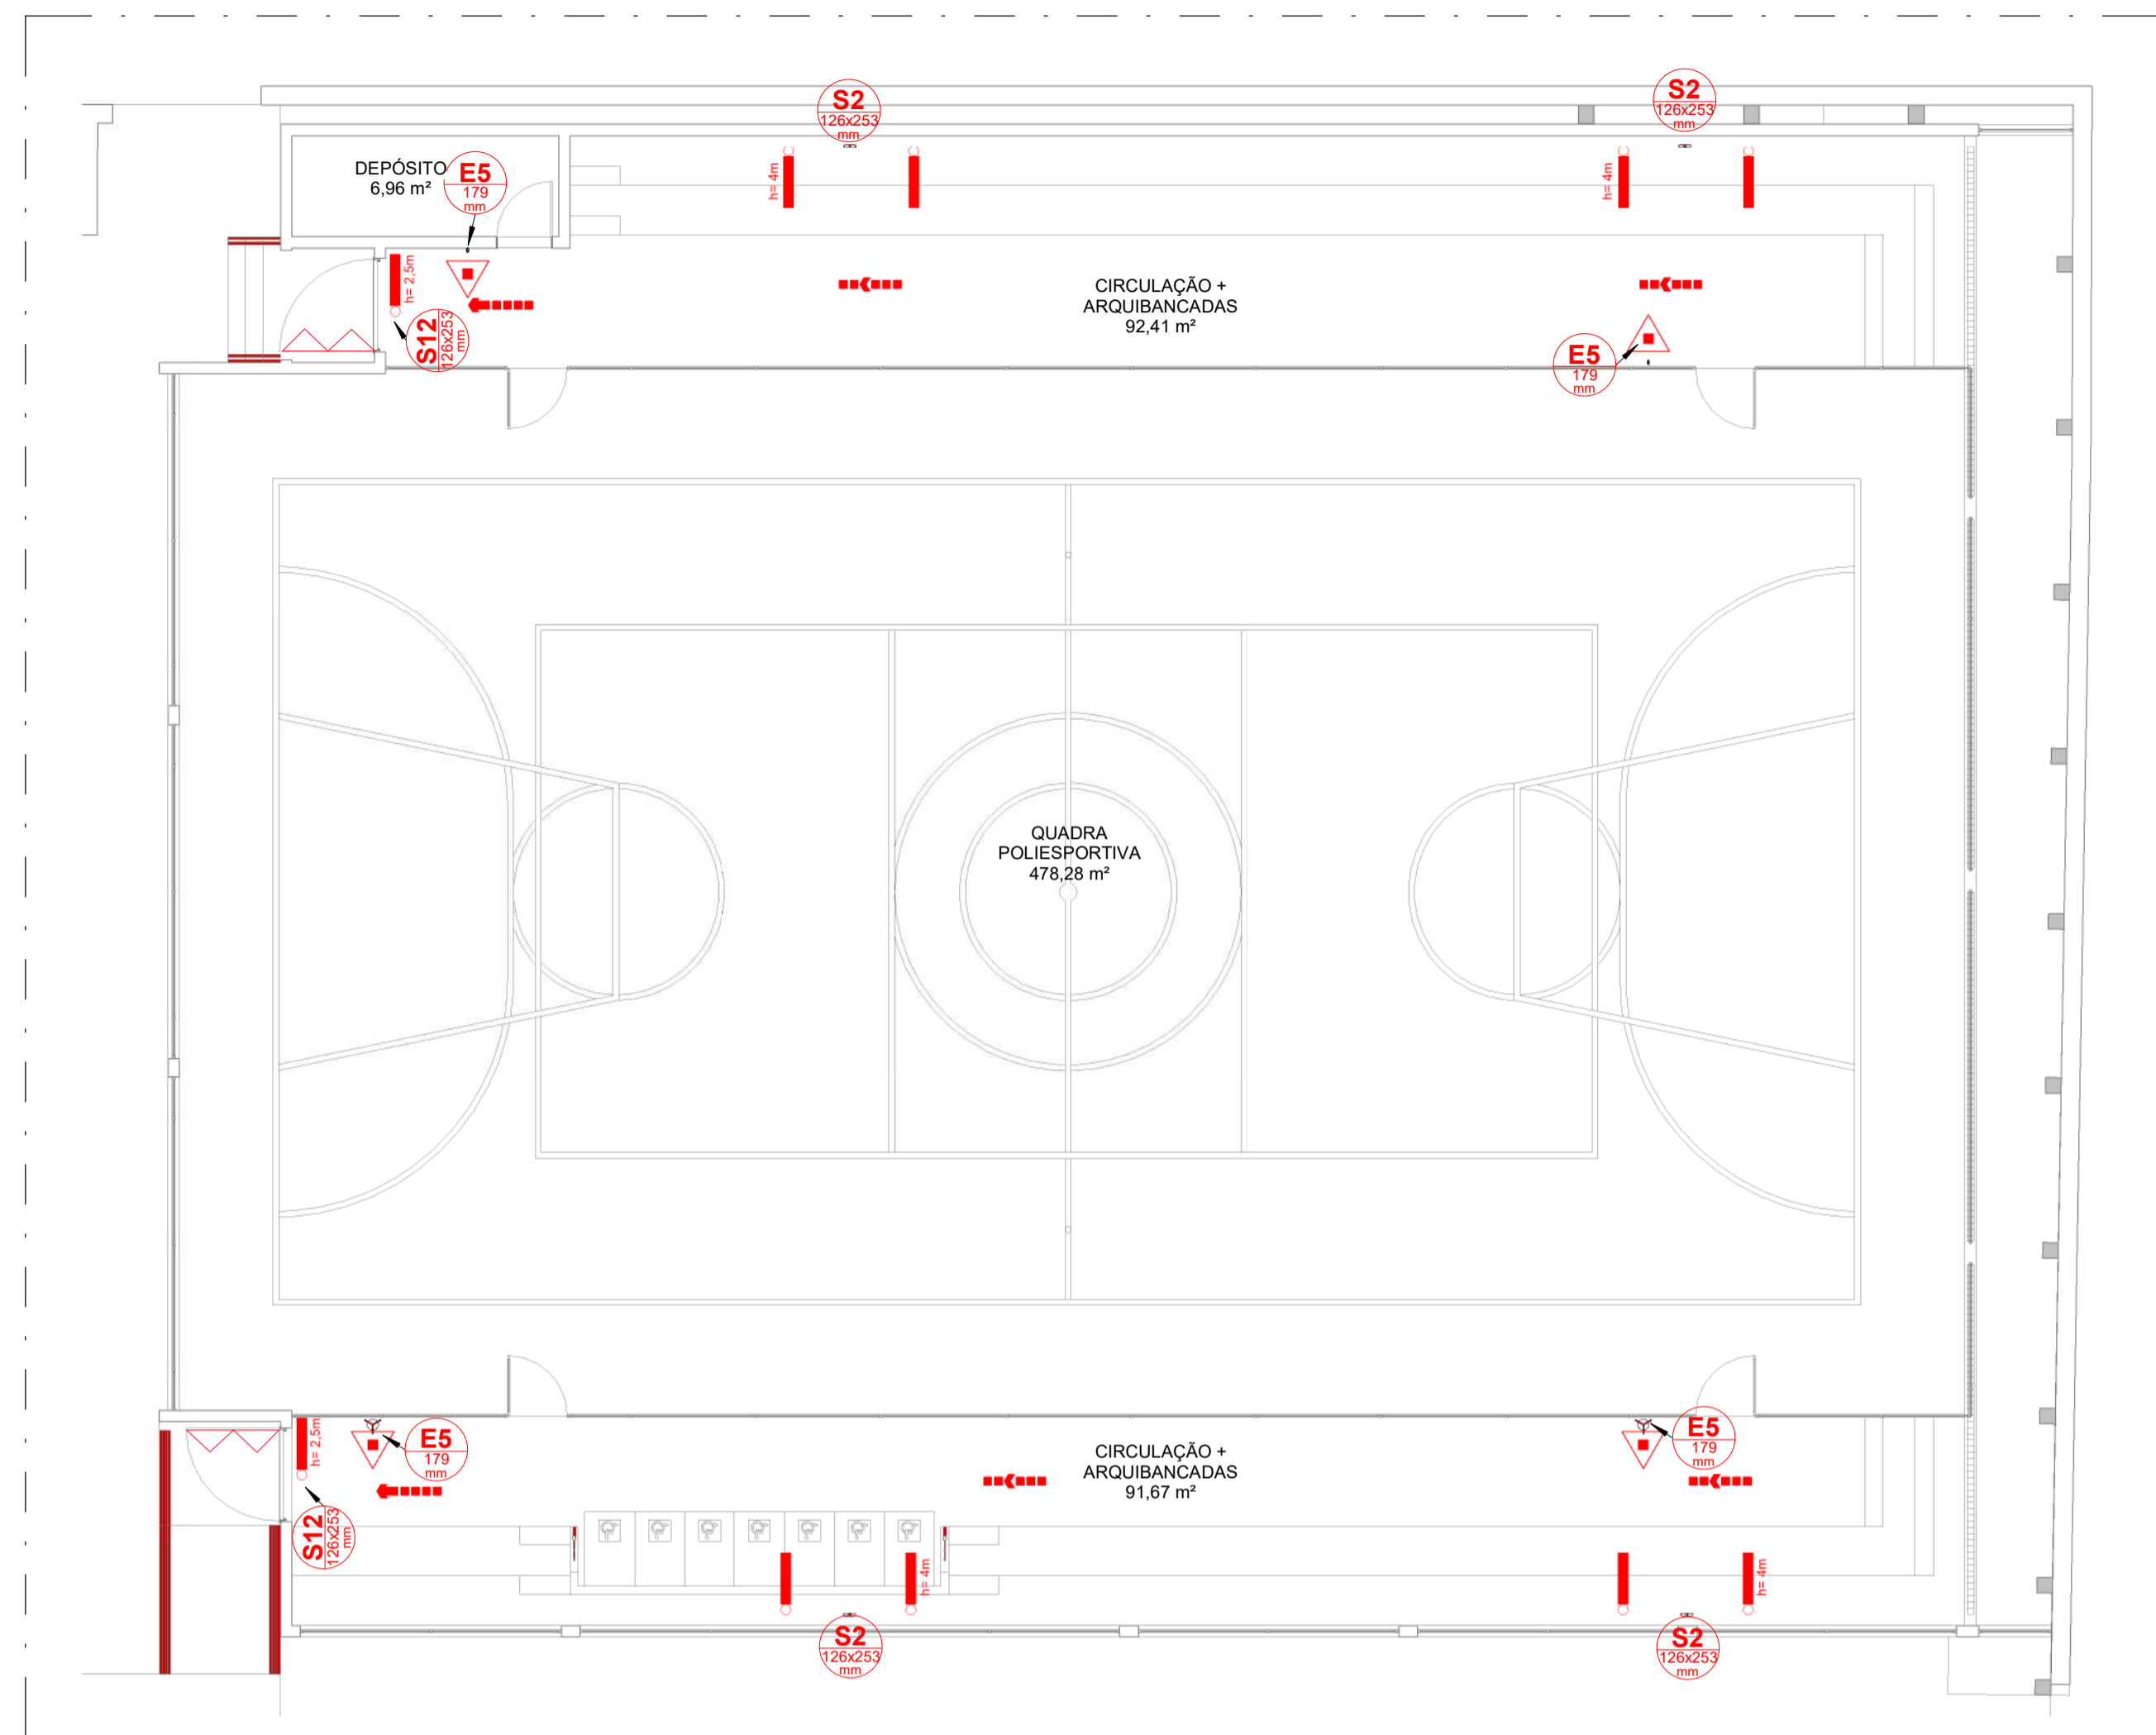 S2
126x253
mm
S2
126x253
mm
DEPÓSITO
6,96 m²
E5
179
mm
h= 4m
h= 4m
h= 2,5m
S12
126x253
mm
CIRCULAÇÃO +
ARQUIBANCADAS
92,41 m²
E5
179
mm
QUADRA
POLIESPORTIVA
478,28 m²
h= 2,5m
E5
179
mm
S12
126x253
mm
CIRCULAÇÃO +
ARQUIBANCADAS
91,67 m²
E5
179
mm
h= 4m
h= 4m
S2
126x253
mm
S2
126x253
mm